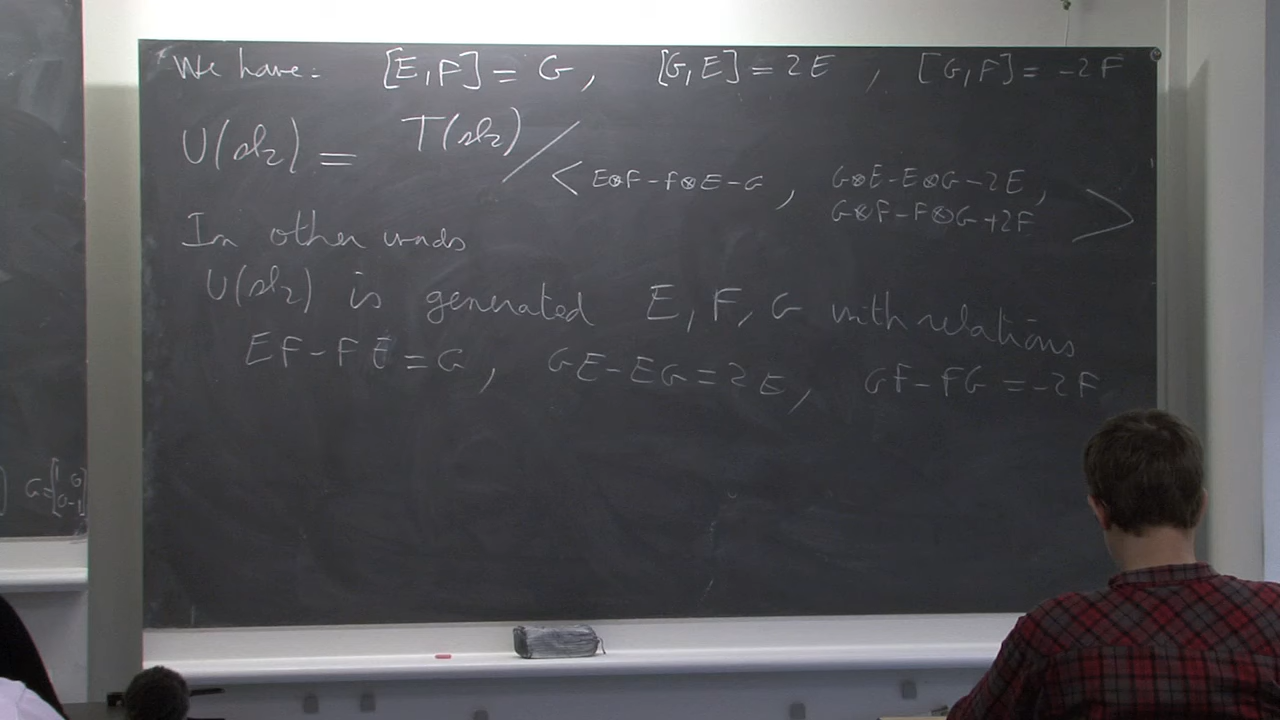 We have: [E,F] = G, [G,E] = 2E, [G,F] = -2F
U(sl₂) = T(sl₂) / < E⊗F-F⊗E-G, G⊗E-E⊗G-2E,
G⊗F-F⊗G+2F >
In other words
U(sl₂) is generated E, F, G with relations
EF-FE=G, GE-EG=2E, GF-FG=-2F
G=[1 0
0 -1]